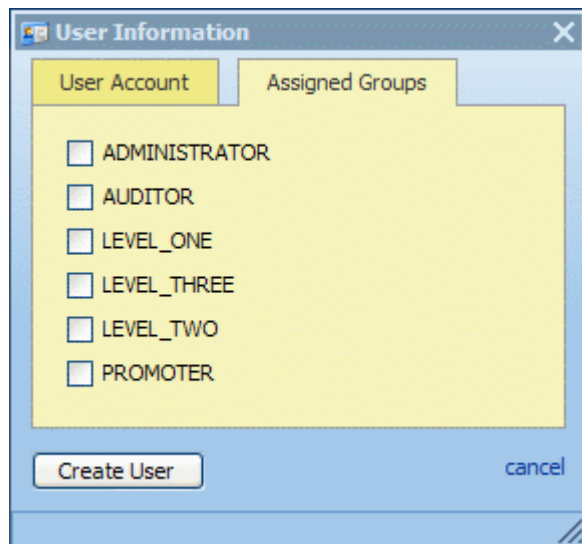 User Information
User Account Assigned Groups
ADMINISTRATOR
AUDITOR
LEVEL_ONE
LEVEL_THREE
LEVEL_TWO
PROMOTER
Create User cancel